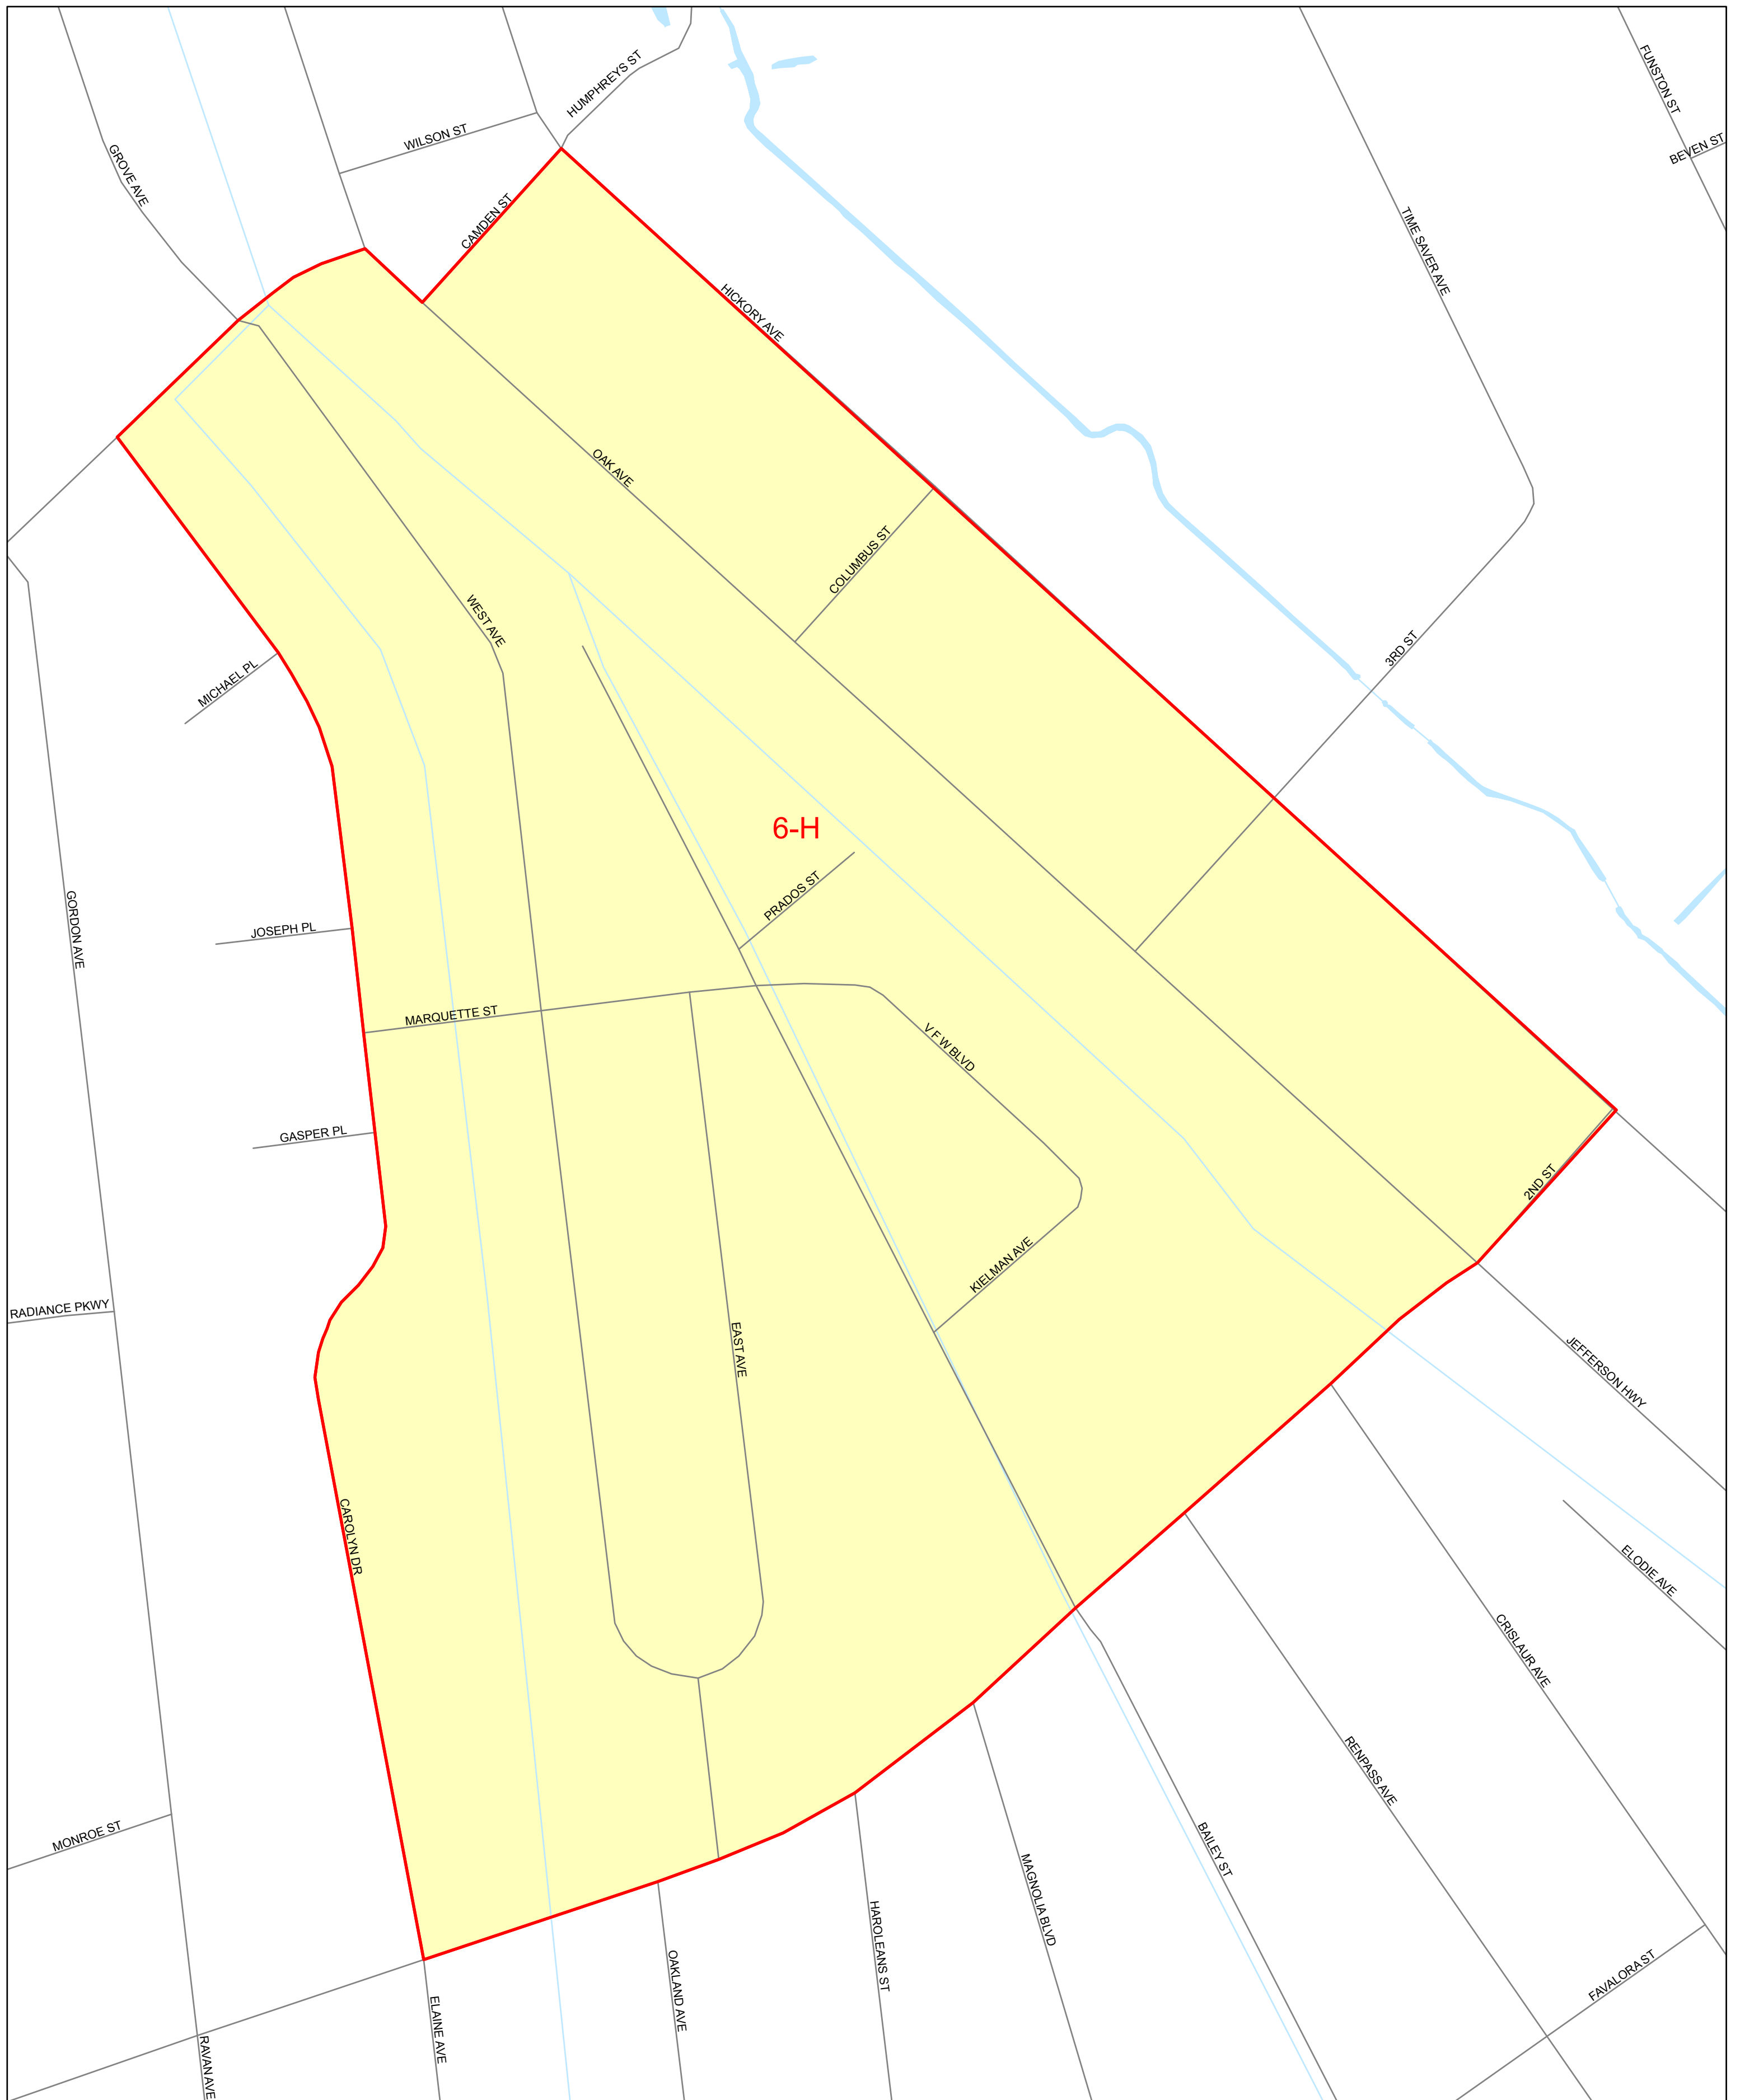 HUMPHREYS ST
FUNSTON ST
WILSON ST
BEVEN ST
GROVE AVE
CAMDEN ST
TIME SAVER AVE
HICKORY AVE
OAK AVE
COLUMBUS ST
WEST AVE
3RD ST
MICHAEL PL
6-H
PRADOS ST
GORDON AVE
JOSEPH PL
MARQUETTE ST
V F W BLVD
GASPER PL
2ND ST
KIELMAN AVE
RADIANCE PKWY
EAST AVE
JEFFERSON HWY
CAROLYN DR
ELODIE AVE
CRISLAUR AVE
RENPASS AVE
MONROE ST
BAILEY ST
MAGNOLIA BLVD
HAROLEANS ST
OAKLAND AVE
FAVALORA ST
ELAINE AVE
RAVAN AVE